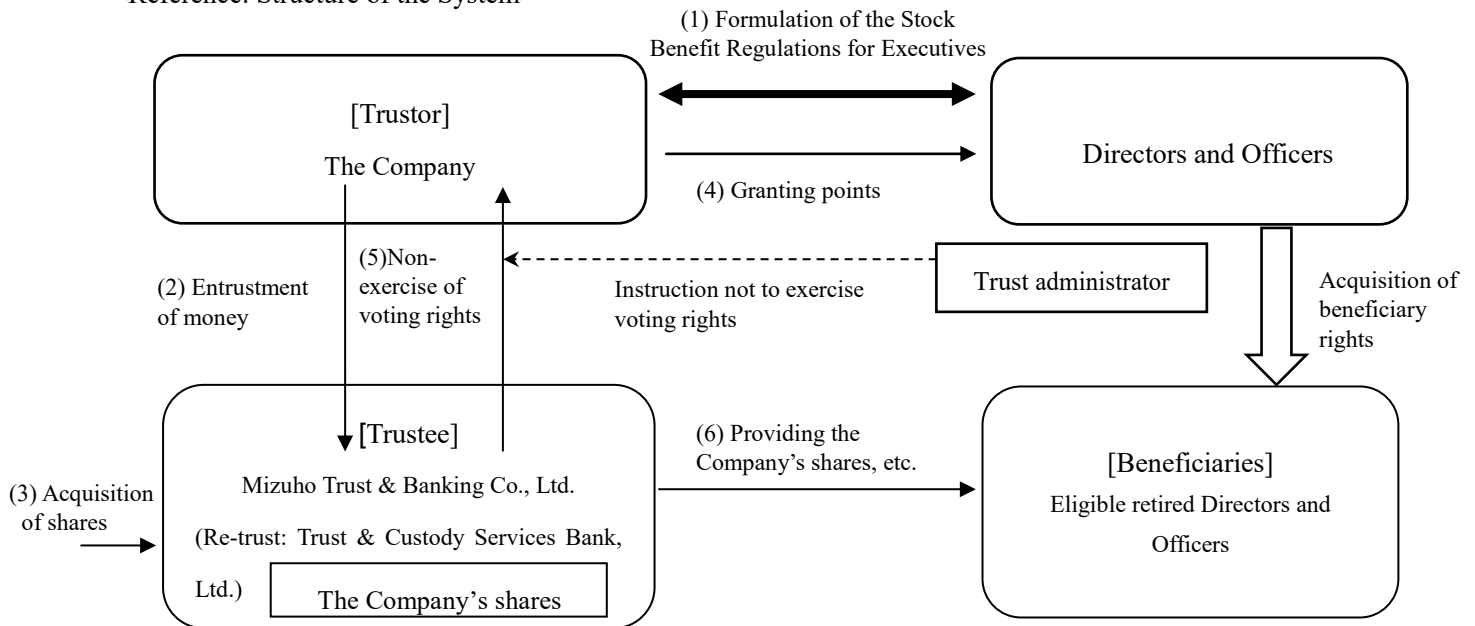 Reference: Structure of the System
(1) Formulation of the Stock
Benefit Regulations for Executives
[Trustor]
The Company
Directors and Officers
(4) Granting points
(2) Entrustment
of money
(5)Non-
exercise of
voting rights
Instruction not to exercise
voting rights
Trust administrator
Acquisition of
beneficiary
rights
(3) Acquisition
of shares
[Trustee]
Mizuho Trust & Banking Co., Ltd.
(Re-trust: Trust & Custody Services Bank,
Ltd.)
The Company’s shares
(6) Providing the
Company’s shares, etc.
[Beneficiaries]
Eligible retired Directors and
Officers